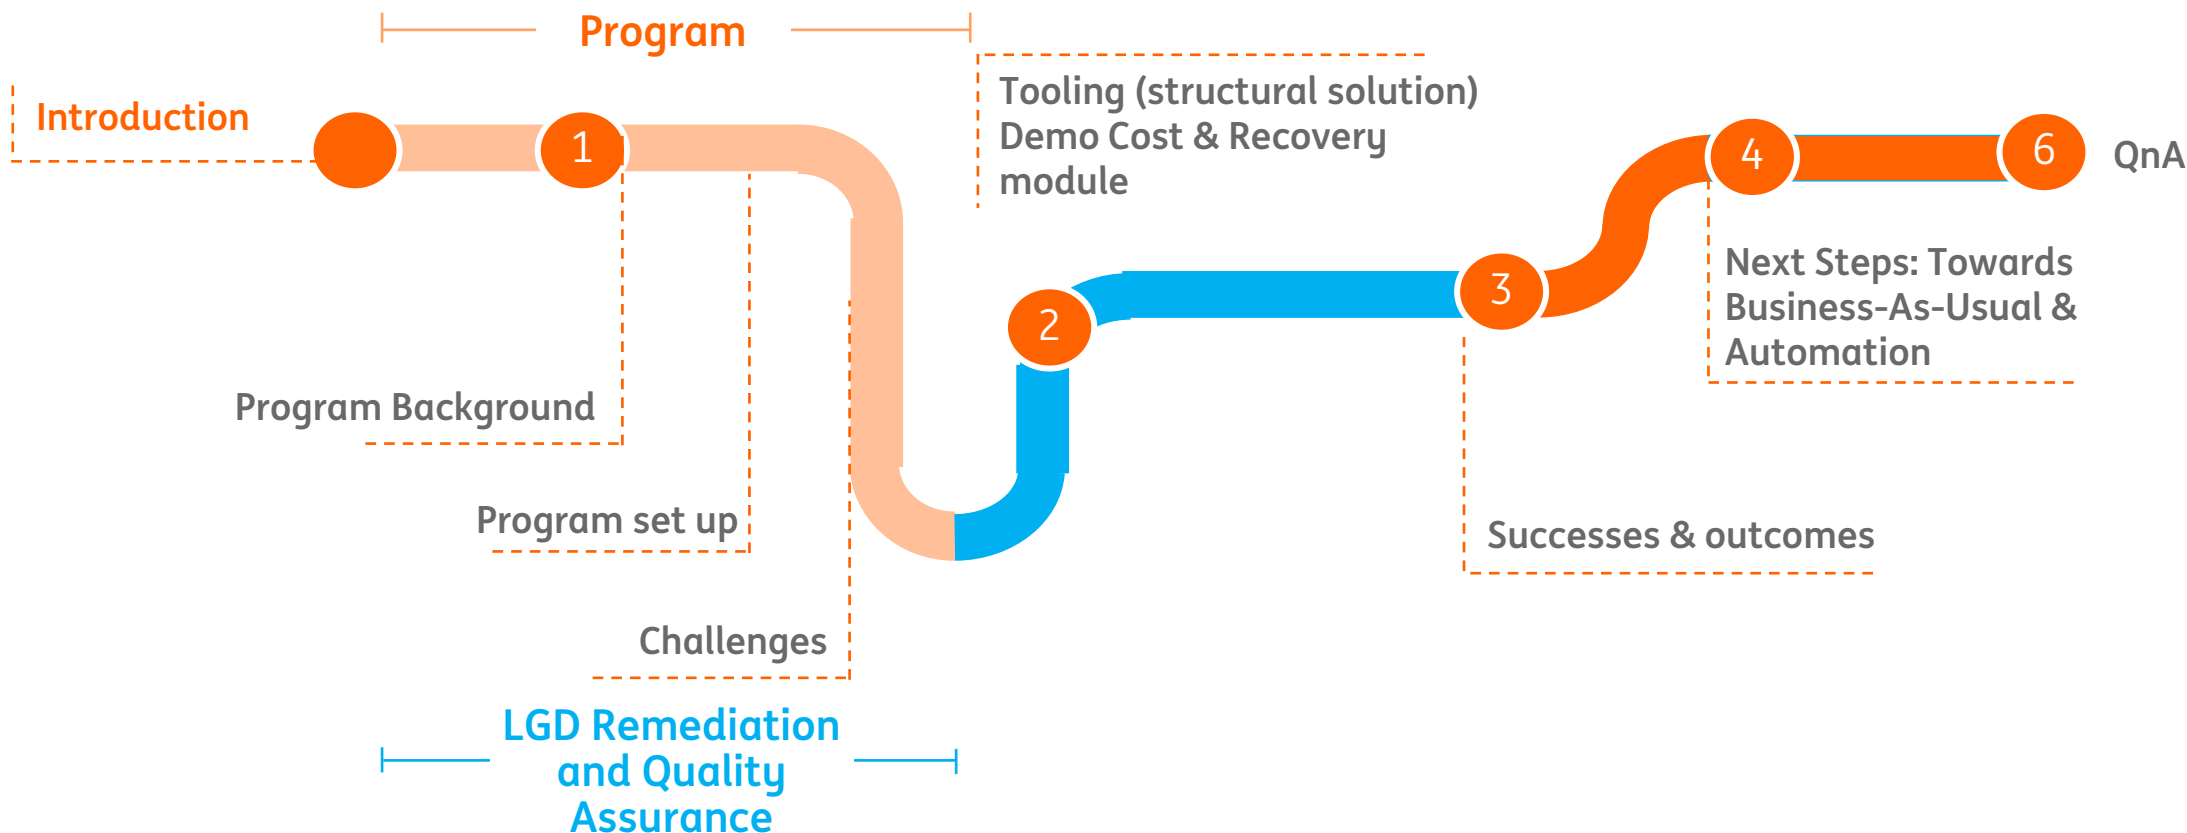 Program
Introduction
1
Tooling (structural solution)
Demo Cost & Recovery
module
4
6
QnA
Next Steps: Towards
Business-As-Usual &
Automation
2
3
Program Background
Program set up
Successes & outcomes
Challenges
LGD Remediation
and Quality
Assurance